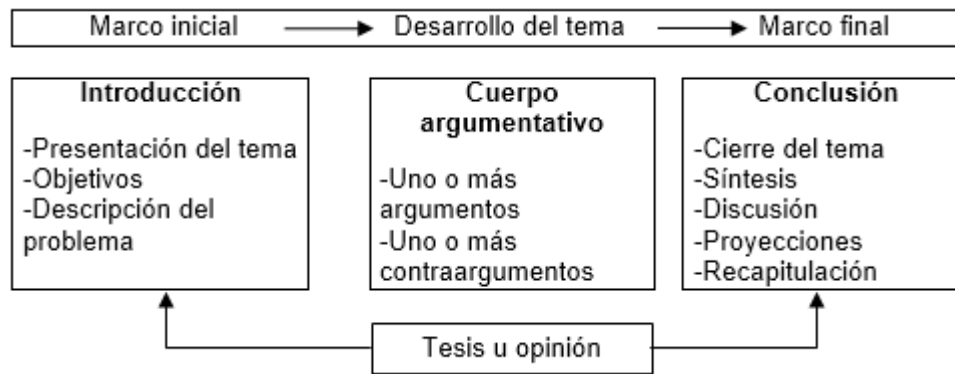 Marco inicial Desarrollo del tema Marco final
Introducción
-Presentación del tema
-Objetivos
-Descripción del
problema
Cuerpo
argumentativo
-Uno o más
argumentos
-Uno o más
contraargumentos
Conclusión
-Cierre del tema
-Síntesis
-Discusión
-Proyecciones
-Recapitulación
Tesis u opinión